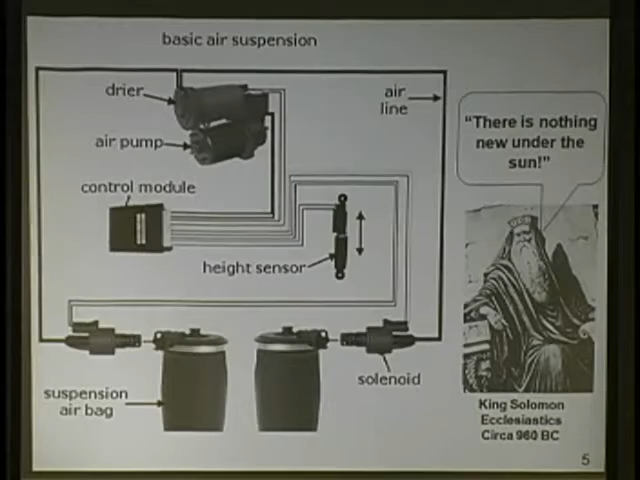 basic air suspension
drier
air
line
air pump
control module
height sensor
suspension
air bag
solenoid
"There is nothing
new under the
sun!"
King Solomon
Ecclesiastics
Circa 960 BC
5